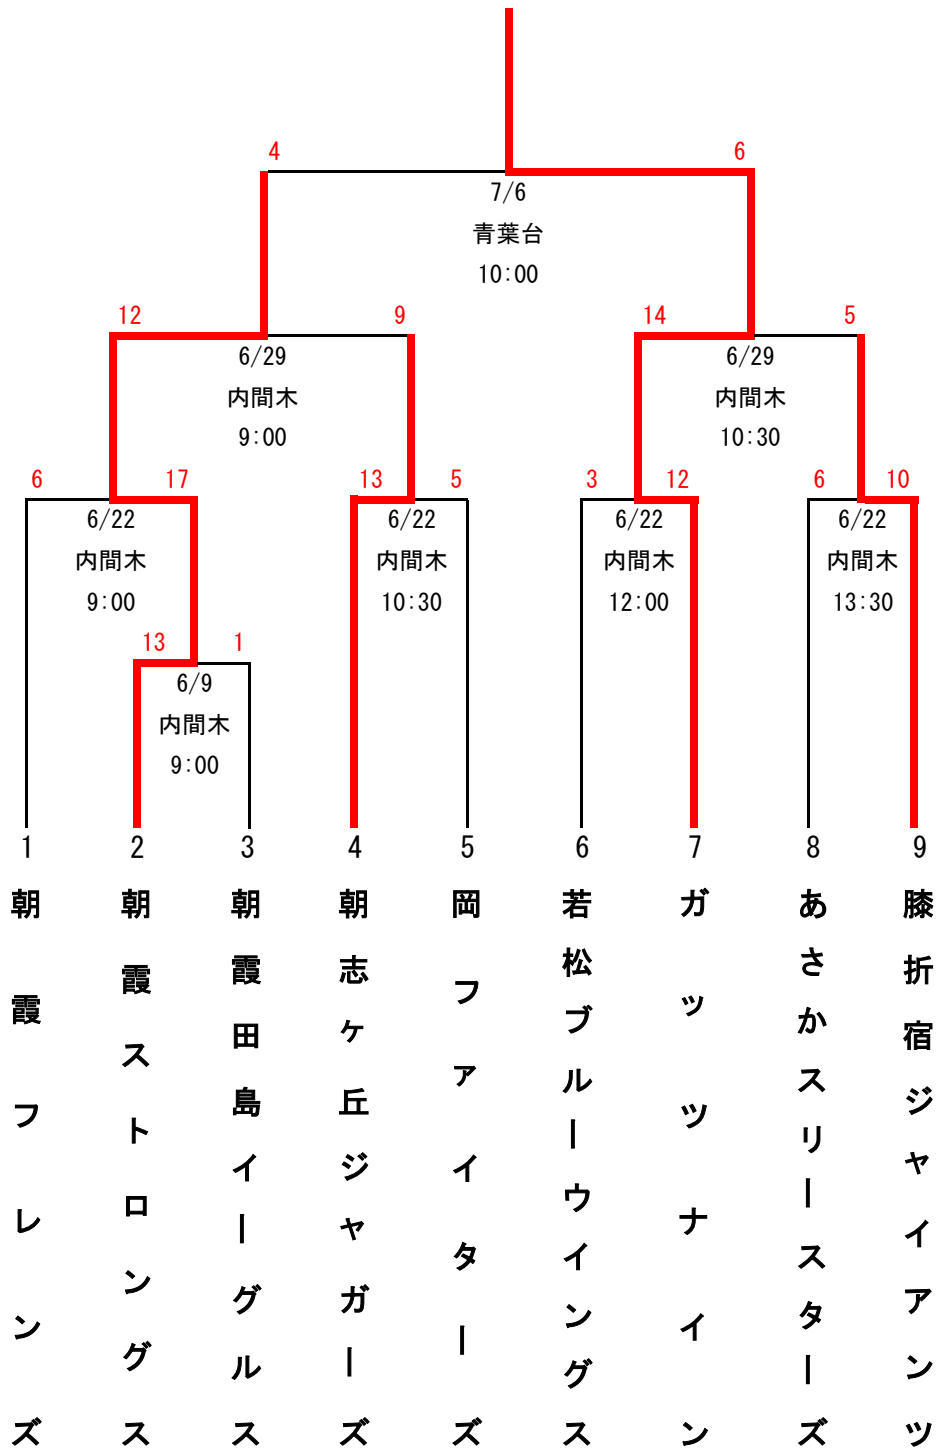 4
6
7/6
青葉台
10:00
12
9
14
5
6/29
内間木
9:00
6/29
内間木
10:30
6
17
13
5
3
12
6
10
6/22
内間木
9:00
6/22
内間木
10:30
6/22
内間木
12:00
6/22
内間木
13:30
13
1
6/9
内間木
9:00
1
2
3
4
5
6
7
8
9
朝霞フレンズ
朝霞ストロングス
朝霞田島イーグルス
朝志ヶ丘ジャガーズ
岡ファイターズ
若松ブルーウイングス
ガッツナイン
あさかスリースターズ
膝折宿ジャイアンツ